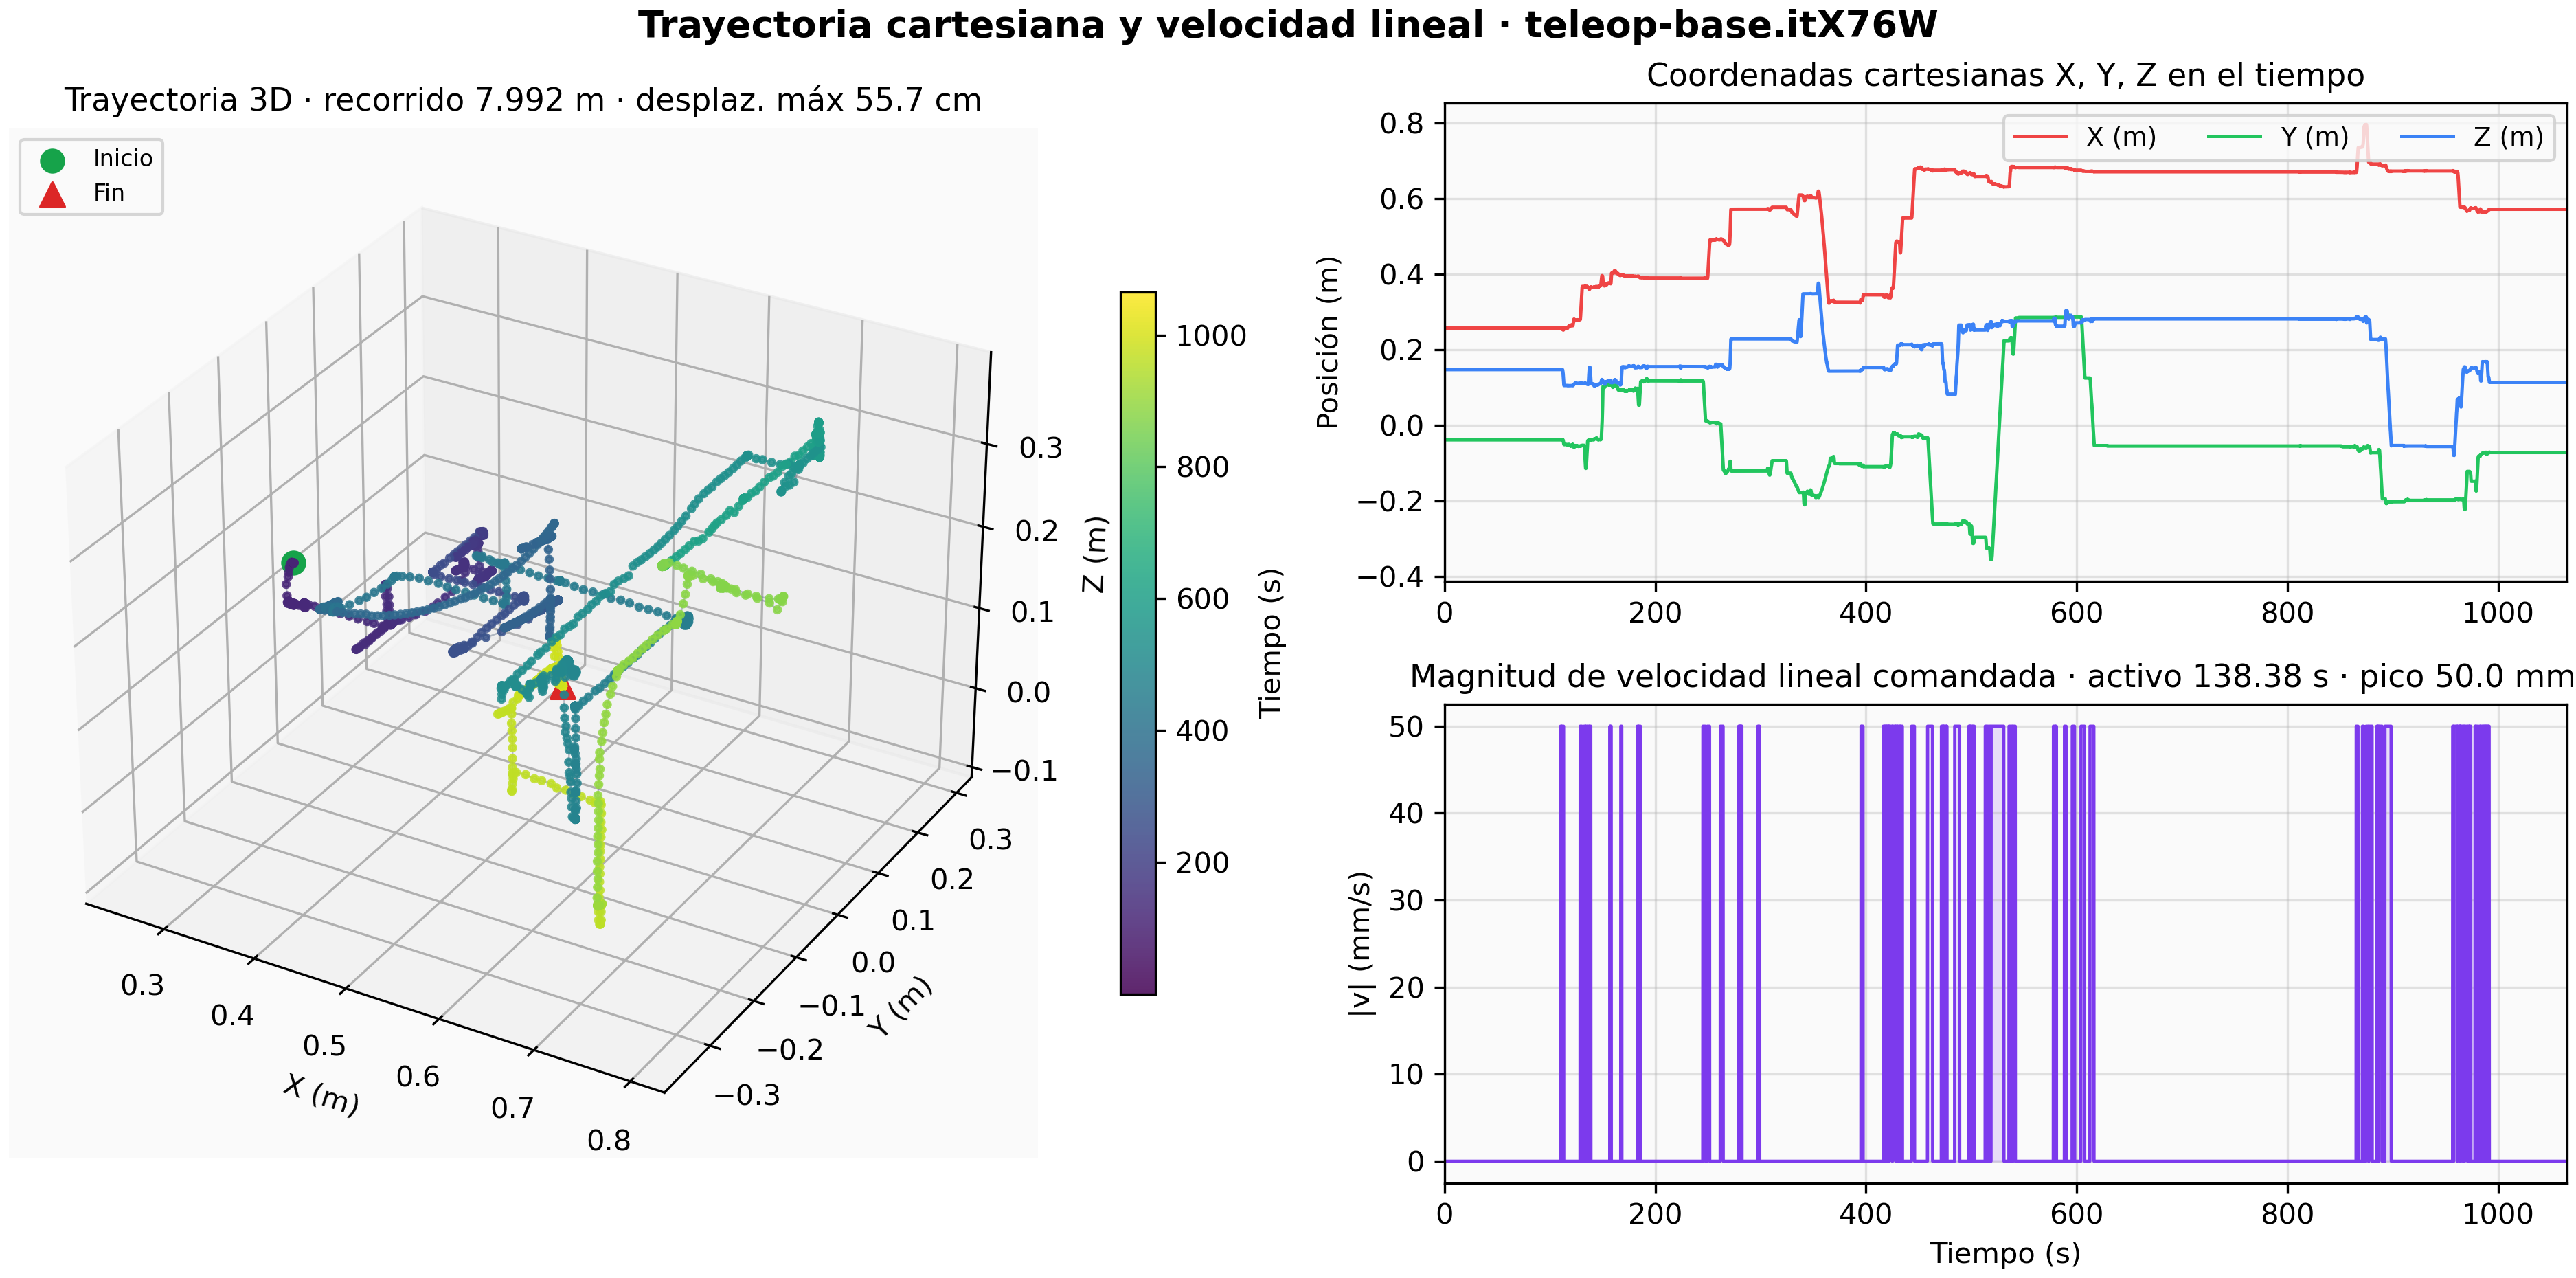 Trayectoria cartesiana y velocidad lineal · teleop-base.itX76W
Trayectoria 3D · recorrido 7.992 m · desplaz. máx 55.7 cm
Inicio
Fin
0.3
0.2
0.1
0.0
−0.1
Z (m)
0.3
0.2
0.1
0.0
−0.1
−0.2
−0.3
Y (m)
0.3
0.4
0.5
0.6
0.7
0.8
X (m)
1000
800
600
400
200
Tiempo (s)
Coordenadas cartesianas X, Y, Z en el tiempo
X (m) Y (m) Z (m)
0.8
0.6
0.4
0.2
0.0
−0.2
−0.4
Posición (m)
0 200 400 600 800 1000
Magnitud de velocidad lineal comandada · activo 138.38 s · pico 50.0 mm
50
40
30
20
10
0
|v| (mm/s)
0 200 400 600 800 1000
Tiempo (s)